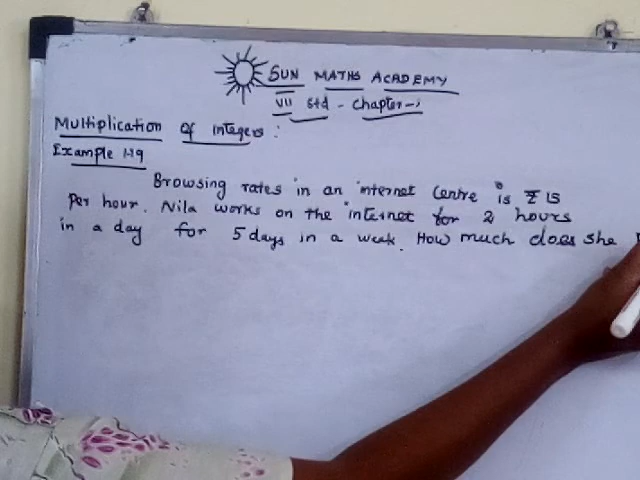 SUN MATHS ACADEMY
VII Std - Chapter-1
Multiplication of integers :
Example 1.19
Browsing rates in an internet Centre is ₹ 15
Per hour. Nila works on the internet for 2 hours
in a day for 5 days in a week. How much does she